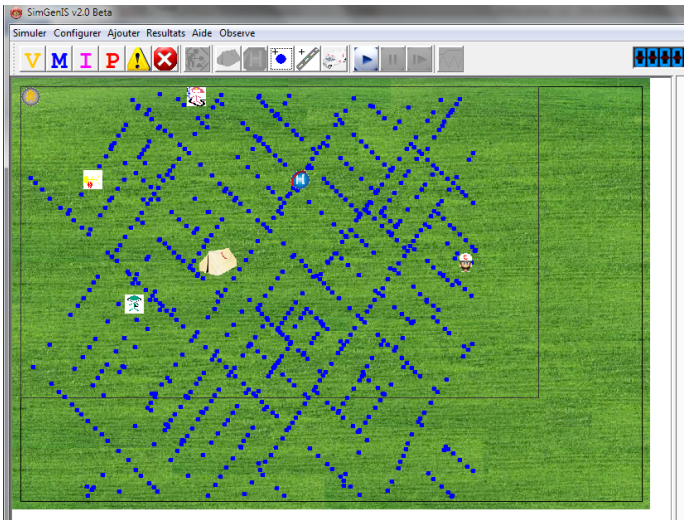 SimGenIS v2.0 Beta
Simuler Configurer Ajouter Resultats Aide Observe
V M I P
H